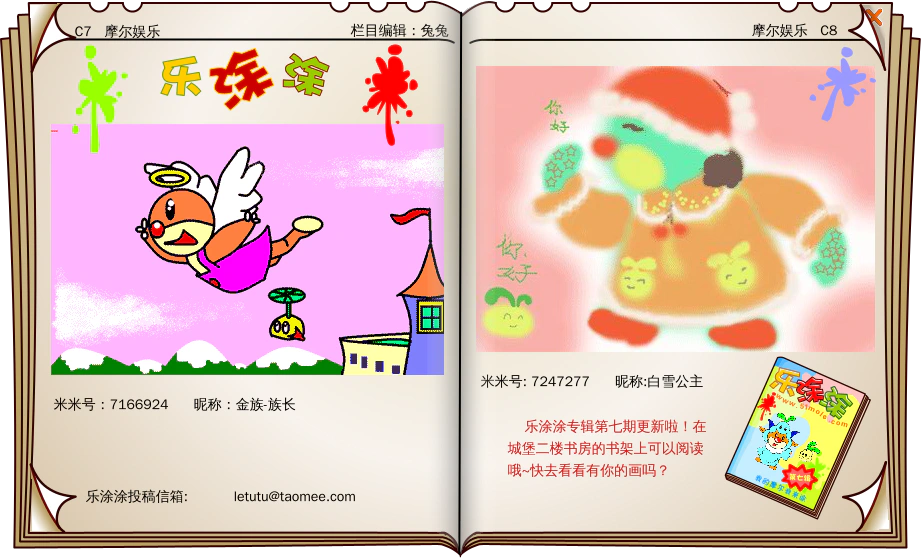 C7 摩尔娱乐
栏目编辑：兔兔
乐涂涂
米米号：7166924 昵称：金族-族长
乐涂涂投稿信箱: letutu@taomee.com
摩尔娱乐 C8
你
好
你
好
米米号: 7247277 昵称:白雪公主
乐涂涂专辑第七期更新啦！在
城堡二楼书房的书架上可以阅读
哦~快去看看有你的画吗？
乐涂涂
www.51mole.com